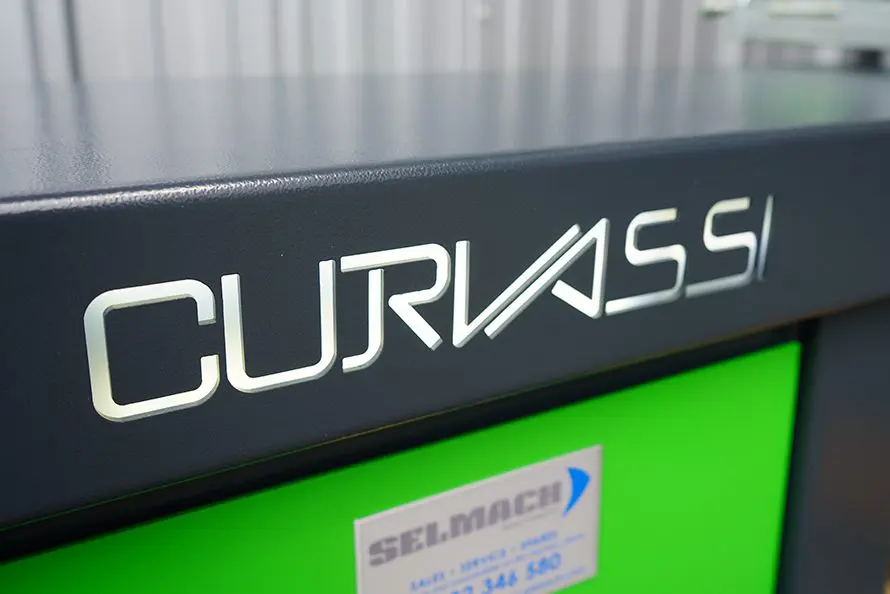 CURVASSI
SELMACH
SALES • SERVICE • SPARES
346 580